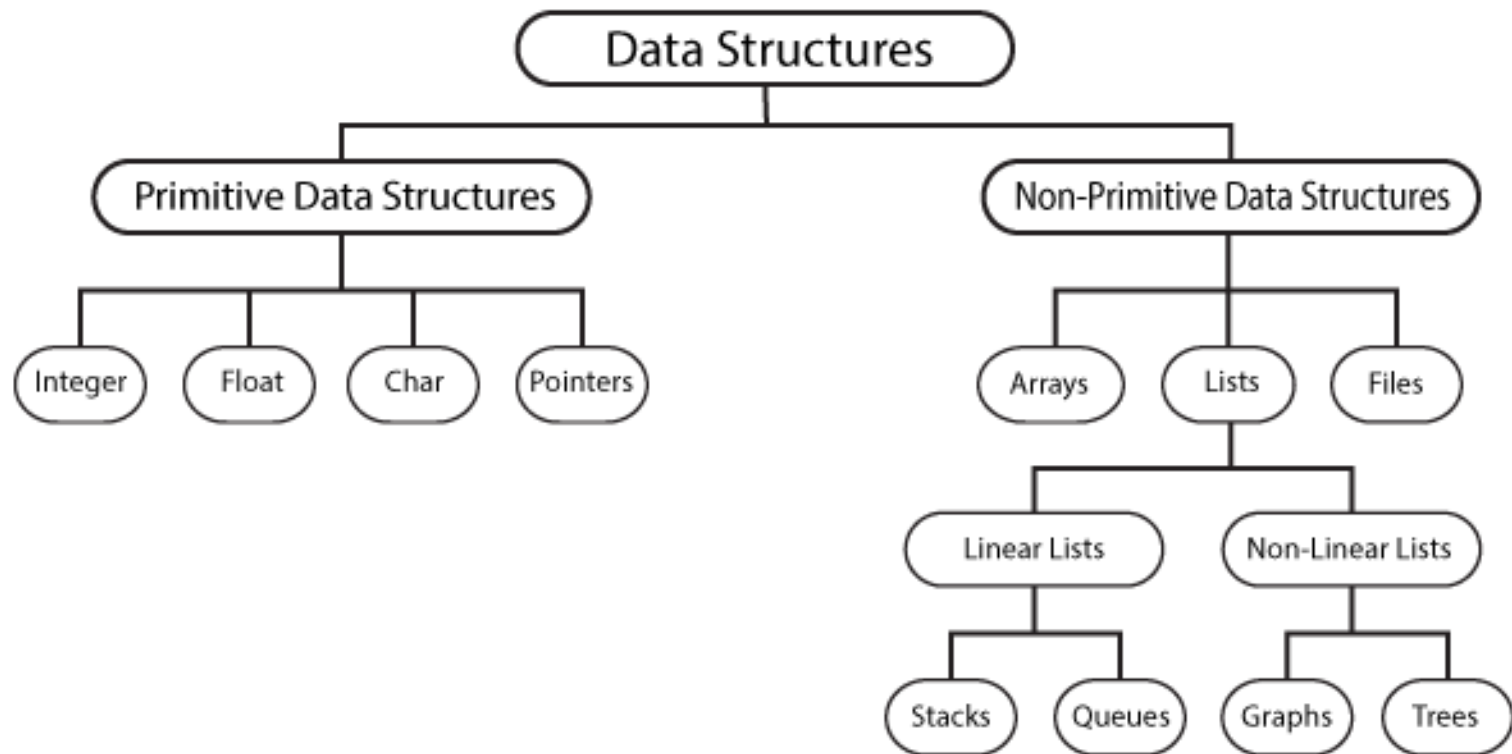 Data Structures
Primitive Data Structures
Non-Primitive Data Structures
Integer
Float
Char
Pointers
Arrays
Lists
Files
Linear Lists
Non-Linear Lists
Stacks
Queues
Graphs
Trees